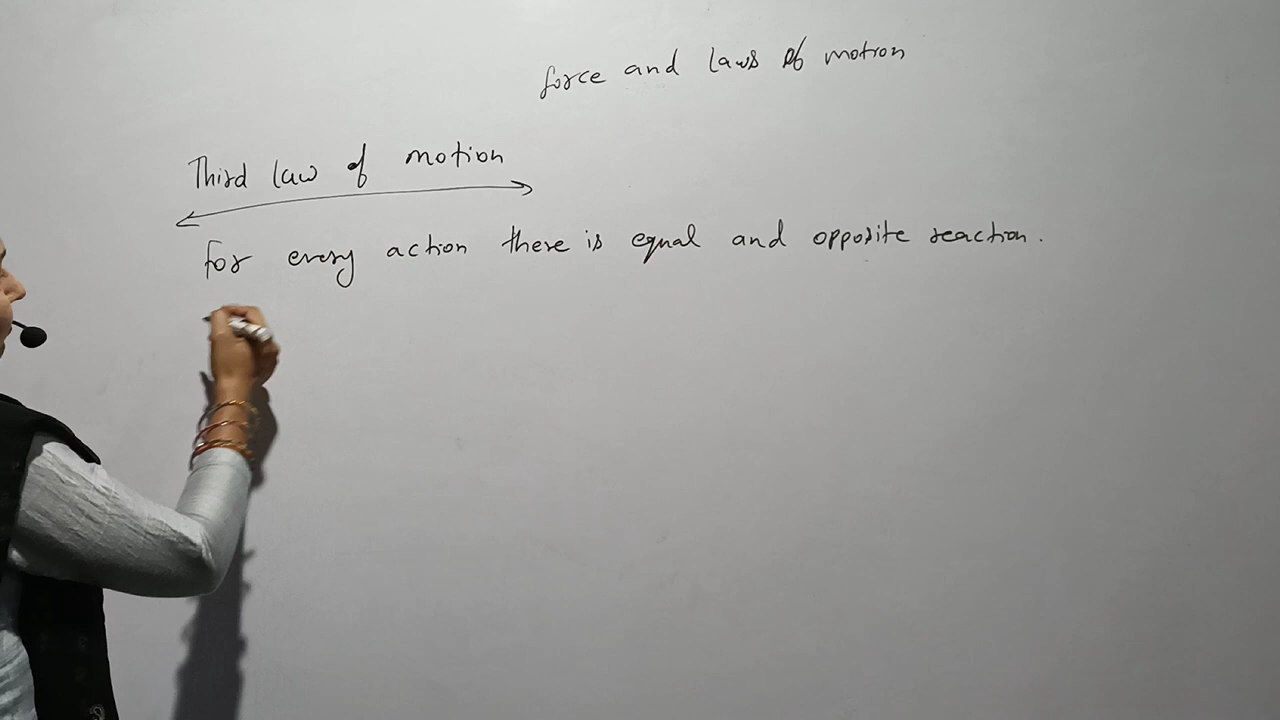 force and laws of motion
Third law of motion
for every action there is equal and opposite reaction.